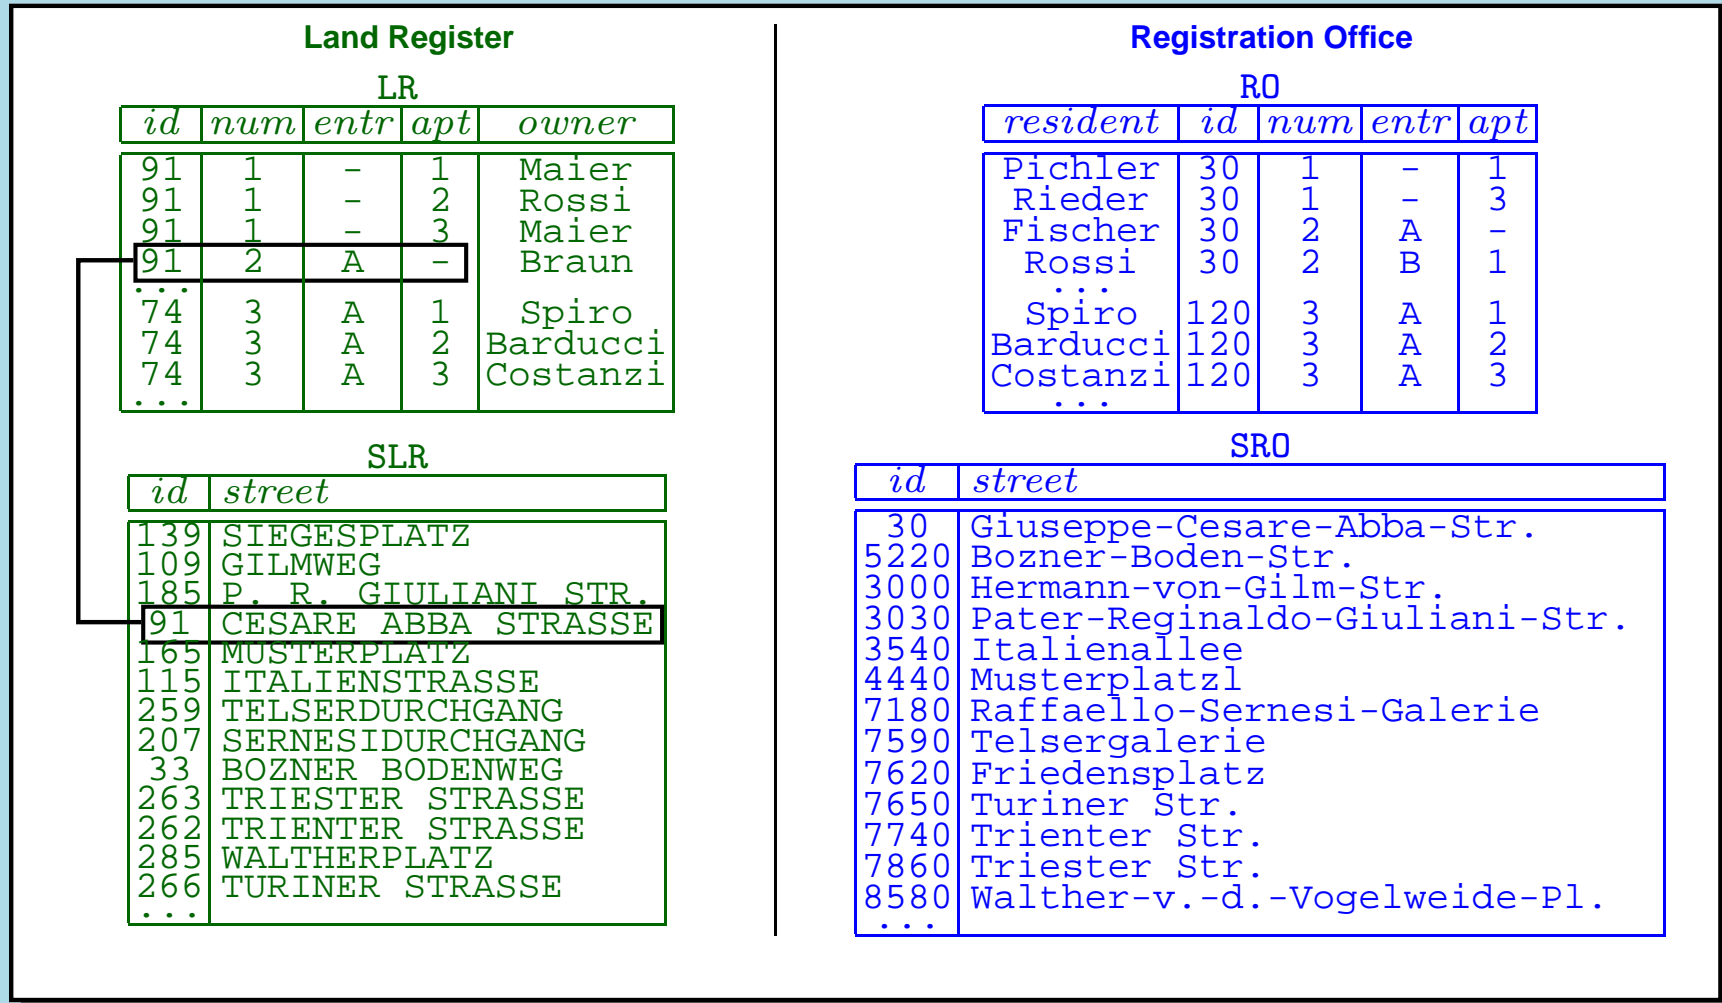 Land Register
LR
id num entr apt owner
91 1 - 1 Maier
91 1 - 2 Rossi
91 1 - 3 Maier
91 2 A - Braun
...
74 3 A 1 Spiro
74 3 A 2 Barducci
74 3 A 3 Costanzi
...
SLR
id street
139 SIEGESPLATZ
109 GILMWEG
185 P. R. GIULIANI STR.
91 CESARE ABBA STRASSE
165 MUSTERPLATZ
115 ITALIENSTRASSE
259 TELSERDURCHGANG
207 SERNESIDURCHGANG
33 BOZNER BODENWEG
263 TRIESTER STRASSE
262 TRIENTER STRASSE
285 WALTHERPLATZ
266 TURINER STRASSE
...
Registration Office
RO
resident id num entr apt
Pichler 30 1 - 1
Rieder 30 1 - 3
Fischer 30 2 A -
Rossi 30 2 B 1
...
Spiro 120 3 A 1
Barducci 120 3 A 2
Costanzi 120 3 A 3
...
SRO
id street
30 Giuseppe-Cesare-Abba-Str.
5220 Bozner-Boden-Str.
3000 Hermann-von-Gilm-Str.
3030 Pater-Reginaldo-Giuliani-Str.
3540 Italienallee
4440 Musterplatzl
7180 Raffaello-Sernesi-Galerie
7590 Telsergalerie
7620 Friedensplatz
7650 Turiner Str.
7740 Trienter Str.
7860 Triester Str.
8580 Walther-v.-d.-Vogelweide-Pl.
...